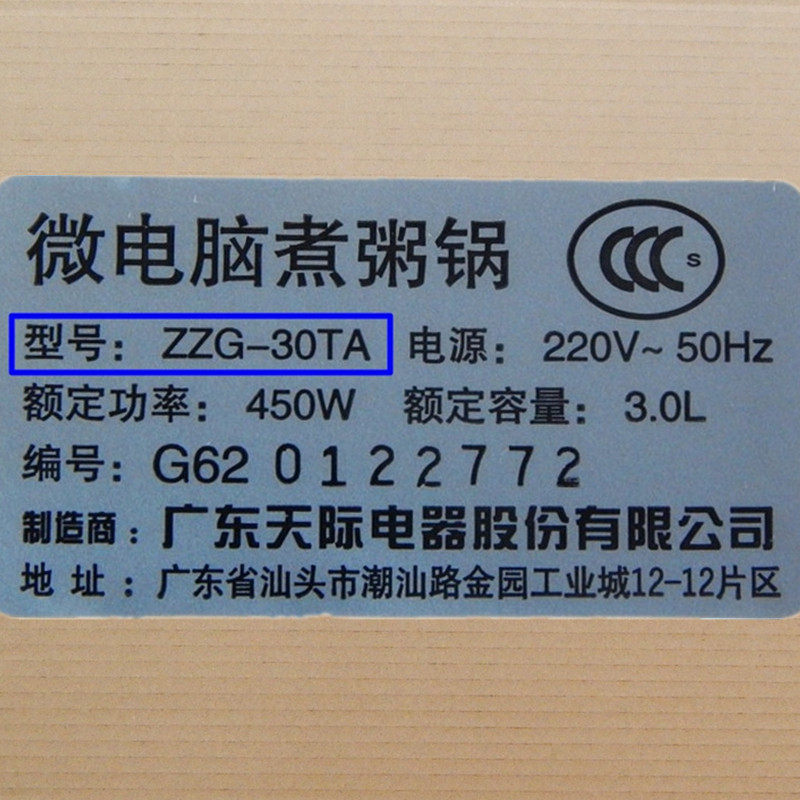 微电脑煮粥锅 CCC S
型号：ZZG-30TA 电源：220V~ 50Hz
额定功率：450W 额定容量：3.0L
编号：G62 0122772
制造商：广东天际电器股份有限公司
地 址：广东省汕头市潮汕路金园工业城12-12片区